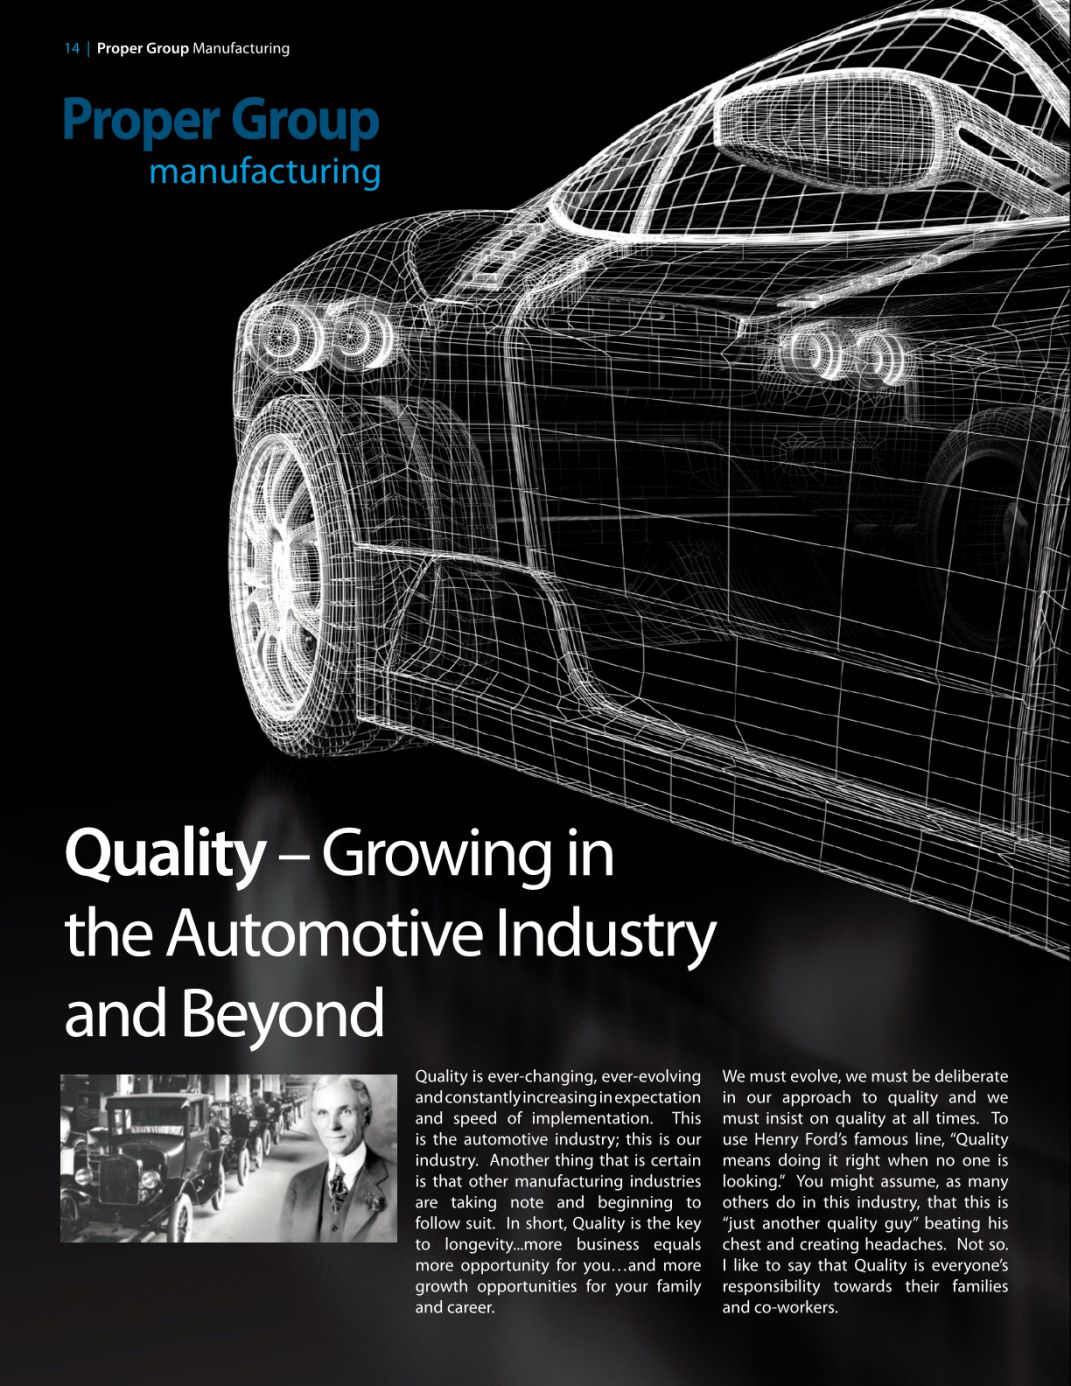 14 | Proper Group Manufacturing
Proper Group
manufacturing
Quality – Growing in
the Automotive Industry
and Beyond
Quality is ever-changing, ever-evolving
and constantly increasing in expectation
and speed of implementation. This
is the automotive industry; this is our
industry. Another thing that is certain
is that other manufacturing industries
are taking note and beginning to
follow suit. In short, Quality is the key
to longevity...more business equals
more opportunity for you…and more
growth opportunities for your family
and career.
We must evolve, we must be deliberate
in our approach to quality and we
must insist on quality at all times. To
use Henry Ford’s famous line, “Quality
means doing it right when no one is
looking.” You might assume, as many
others do in this industry, that this is
“just another quality guy” beating his
chest and creating headaches. Not so.
I like to say that Quality is everyone’s
responsibility towards their families
and co-workers.